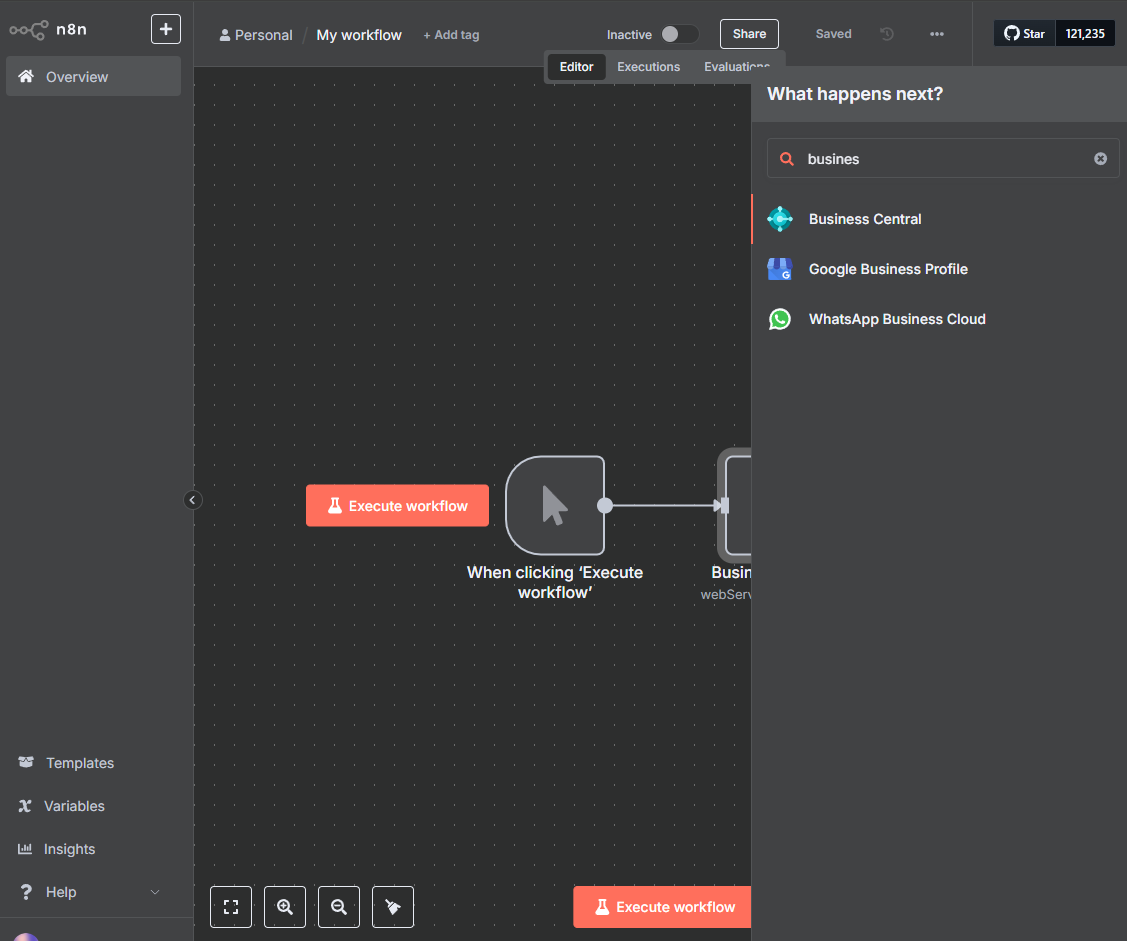 n8n
Personal / My workflow + Add tag
Inactive
Share
Saved
Star 121,235
Overview
Editor Executions Evaluations
What happens next?
busines
Business Central
Google Business Profile
WhatsApp Business Cloud
Execute workflow
When clicking ‘Execute
workflow’
Busin
webServ
Templates
Variables
Insights
Help
Execute workflow